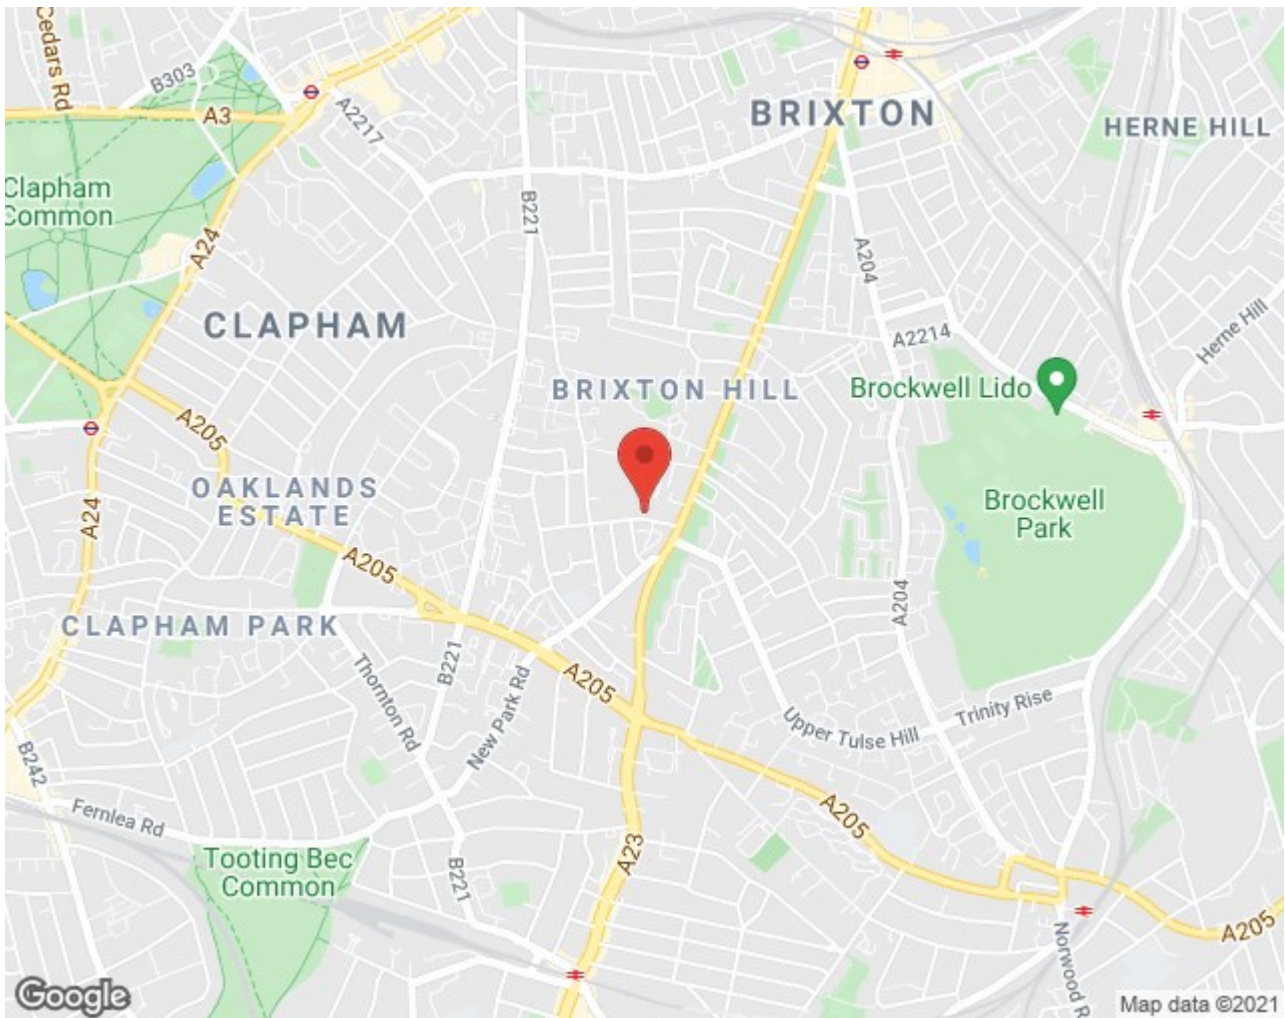 Cedars Rd
B303
A3
A2217
BRIXTON
HERNE HILL
Clapham
Common
B221
A24
A204
CLAPHAM
A2214
Herne Hill
BRIXTON HILL
Brockwell Lido
A205
OAKLANDS
ESTATE
A24
Brockwell
Park
A205
A204
CLAPHAM PARK
B221
Thornton Rd
New Park Rd
A205
Upper Tulse Hill
Trinity Rise
B242
Fernlea Rd
A205
A23
Tooting Bec
Common
B221
A205
Norwood R
Google
Map data ©2021